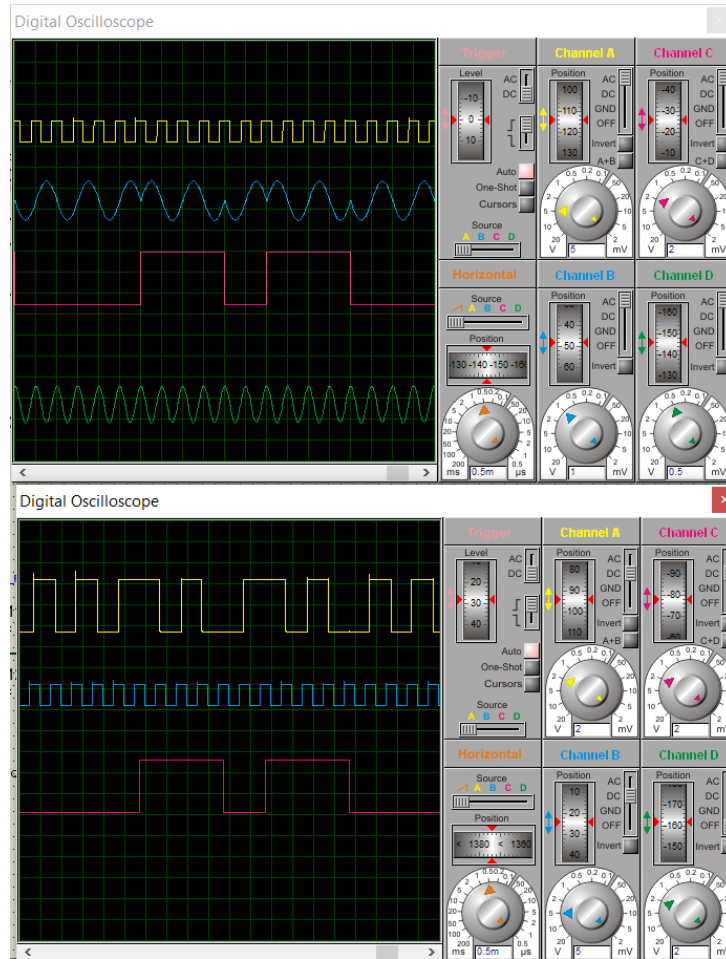 Digital Oscilloscope
Trigger
Level
AC
DC
-10
0
10
Auto
One-Shot
Cursors
Source
A B C D
Channel A
Position
100
-110
-120
130
AC
DC
GND
OFF
Invert
A+B
V
5
mV
Channel C
Position
-40
-30
-20
-10
AC
DC
GND
OFF
Invert
C+D
V
2
mV
Horizontal
Source
A B C D
Position
-130 -140 -150 -160
ms
0.5m
µs
Channel B
Position
40
50
60
AC
DC
GND
OFF
Invert
V
1
mV
Channel D
Position
-160
-150
-140
-130
AC
DC
GND
OFF
Invert
V
0.5
mV
Digital Oscilloscope
Trigger
Level
AC
DC
20
30
40
Auto
One-Shot
Cursors
Source
A B C D
Channel A
Position
80
90
-100
110
AC
DC
GND
OFF
Invert
A+B
V
2
mV
Channel C
Position
-90
-80
-70
AC
DC
GND
OFF
Invert
C+D
V
2
Horizontal
Source
A B C D
Position
< 1380 < 1360
ms
0.5m
µs
Channel B
Position
10
20
30
40
AC
DC
GND
OFF
Invert
V
5
mV
Channel D
Position
-170
-160
-150
AC
DC
GND
OFF
Invert
V
2